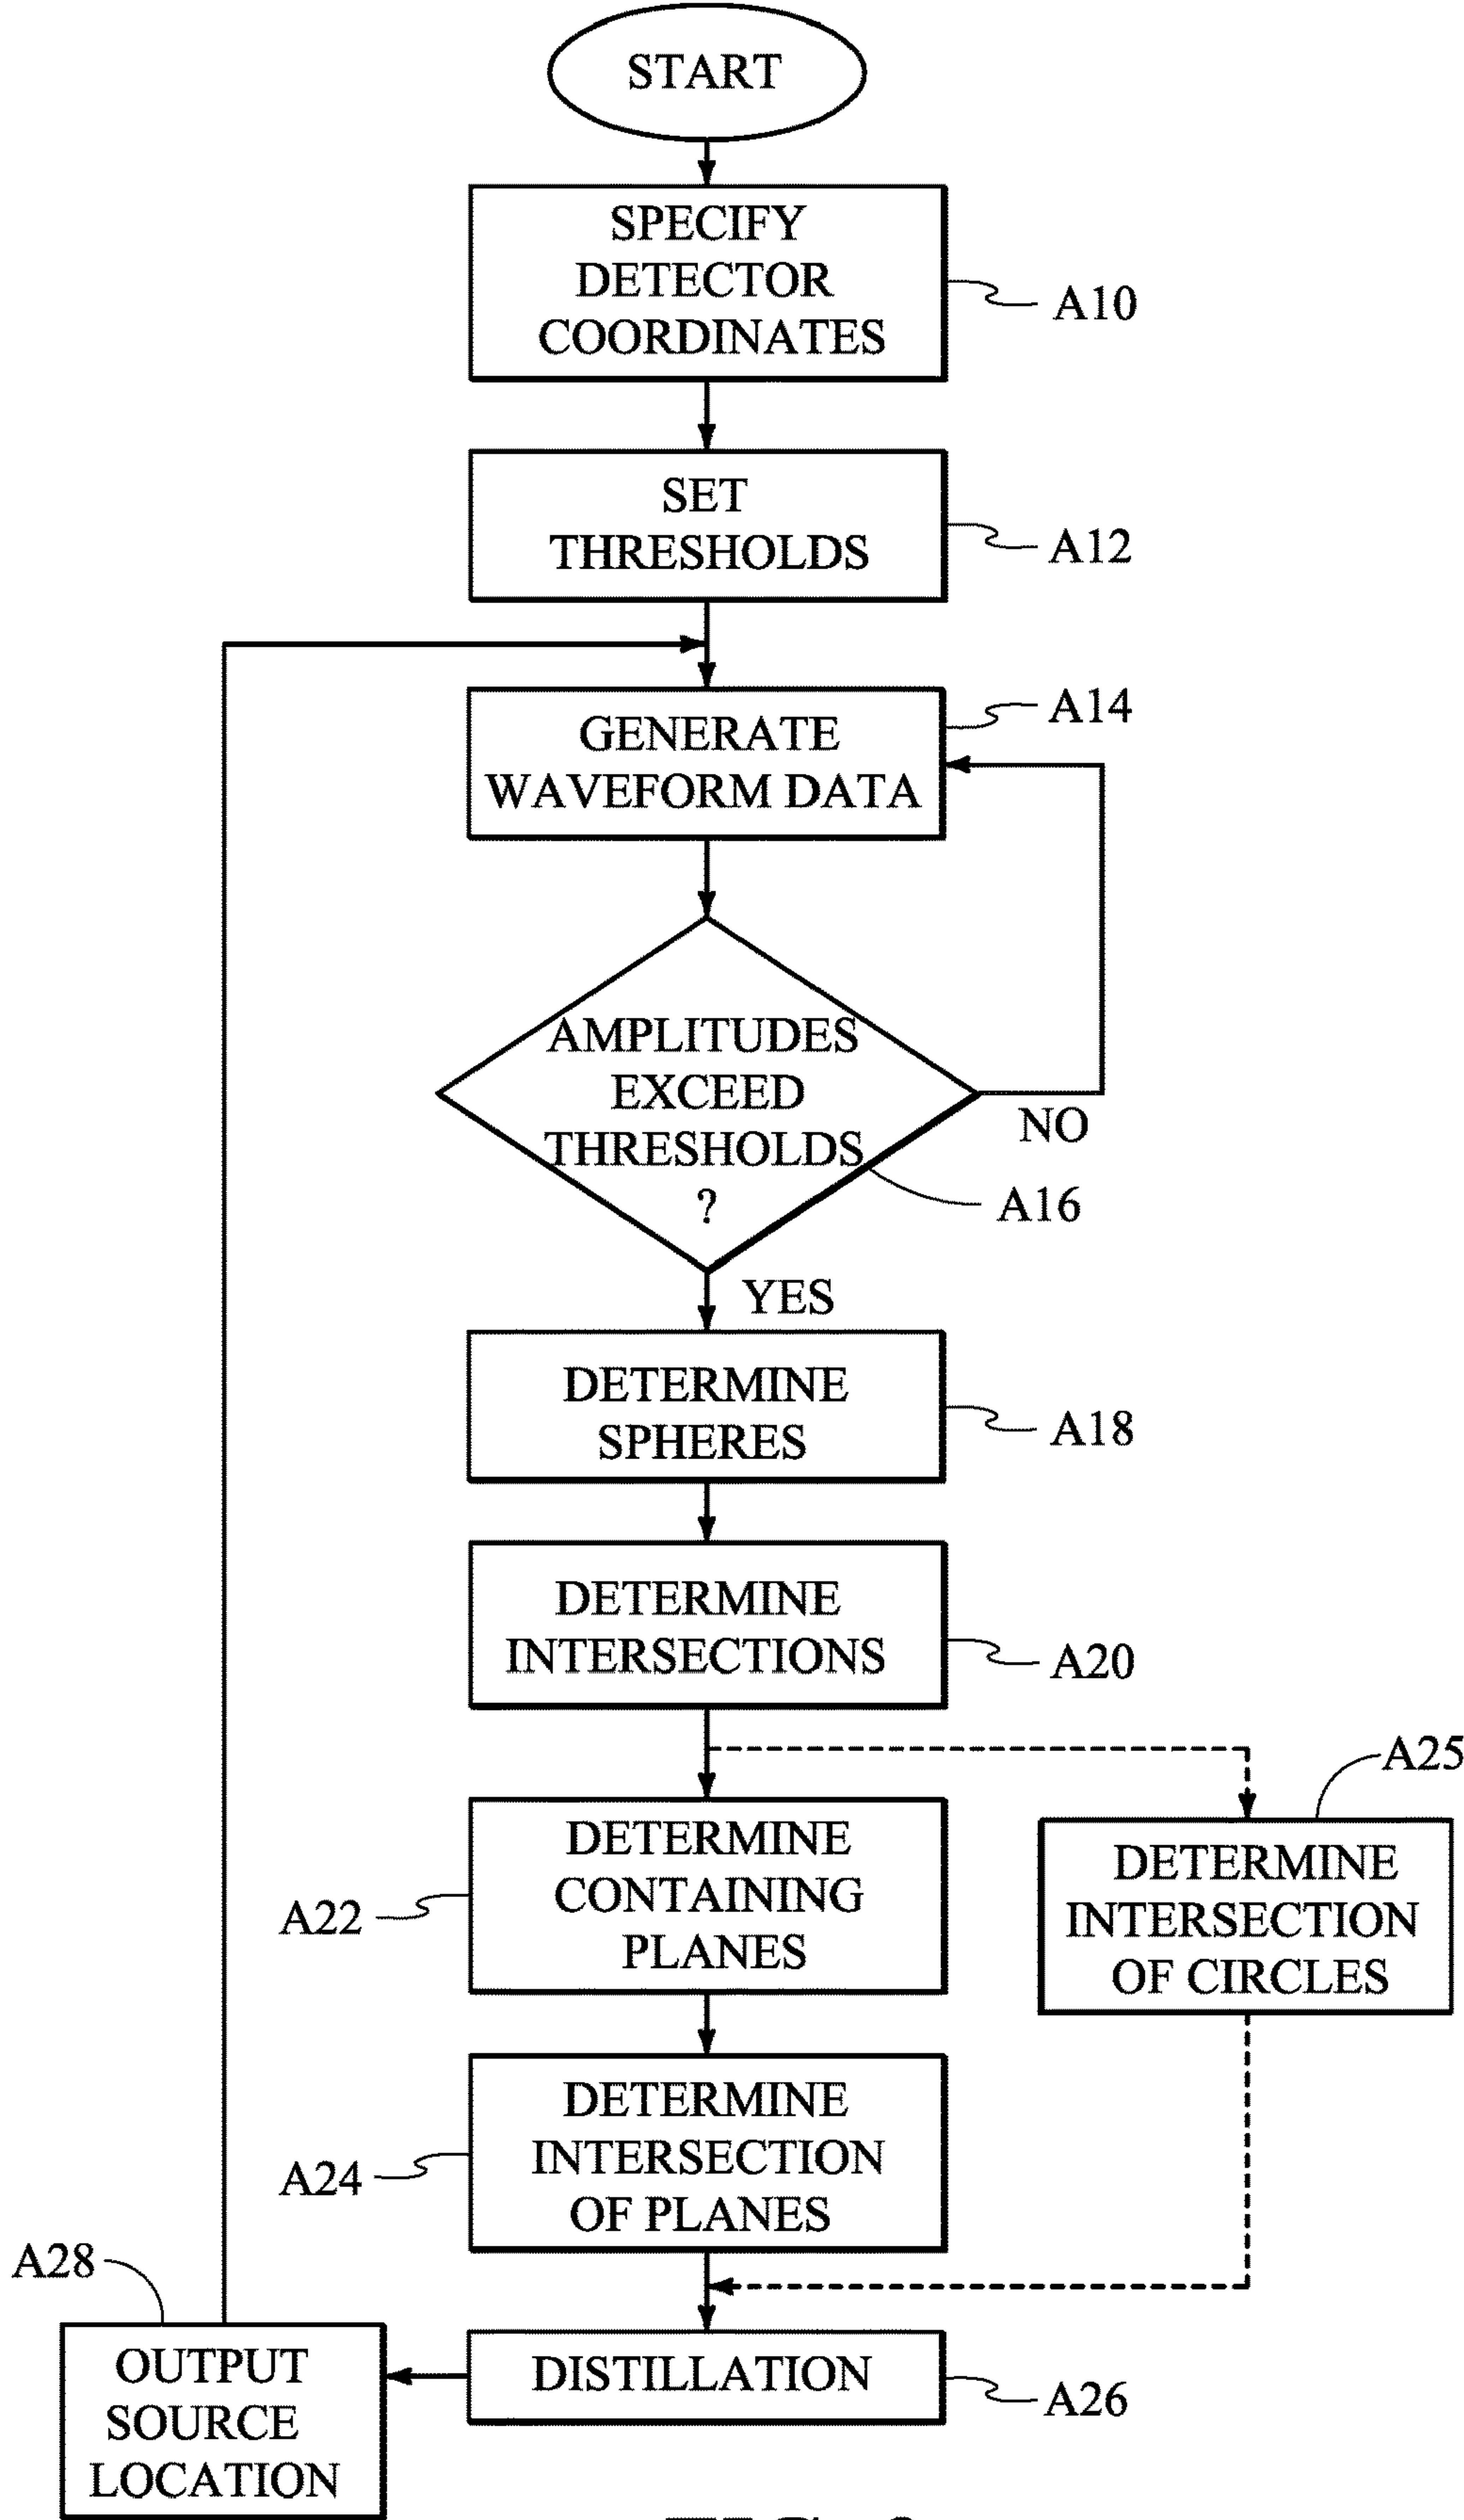 START
SPECIFY
DETECTOR
COORDINATES
A10
SET
THRESHOLDS
A12
GENERATE
WAVEFORM DATA
A14
AMPLITUDES
EXCEED
THRESHOLDS
?
NO
A16
YES
DETERMINE
SPHERES
A18
DETERMINE
INTERSECTIONS
A20
DETERMINE
CONTAINING
PLANES
A22
A25
DETERMINE
INTERSECTION
OF CIRCLES
DETERMINE
INTERSECTION
OF PLANES
A24
DISTILLATION
A26
A28
OUTPUT
SOURCE
LOCATION